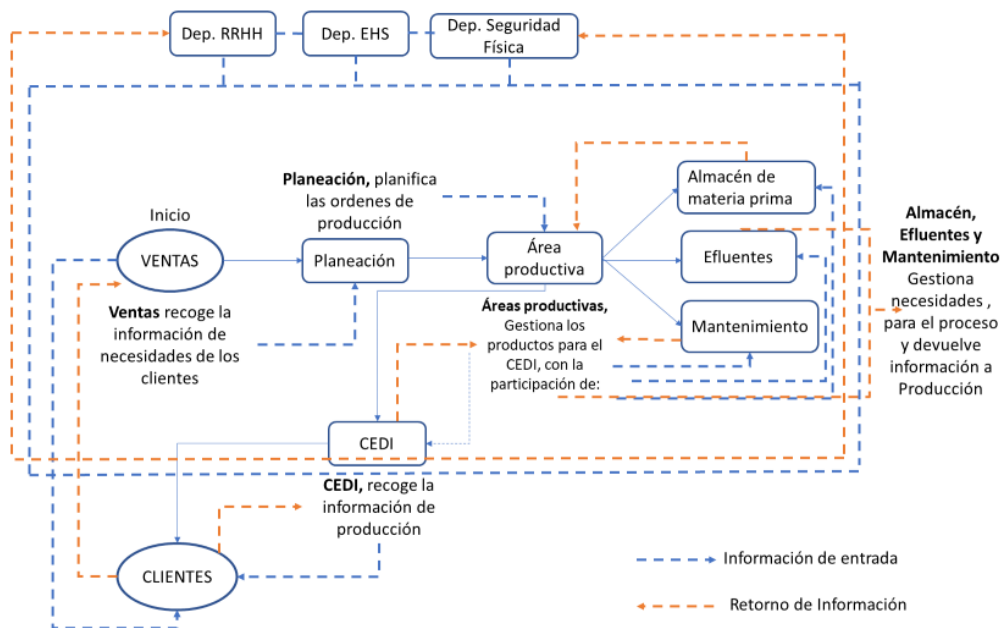 Dep. RRHH
Dep. EHS
Dep. Seguridad
Física
Planeación, planifica
las ordenes de
producción
Almacén de
materia prima
Inicio
VENTAS
Planeación
Área
productiva
Efluentes
Almacén,
Efluentes y
Mantenimiento
Gestiona
necesidades ,
para el proceso
y devuelve
información a
Producción
Ventas recoge la
información de
necesidades de los
clientes
Áreas productivas,
Gestiona los
productos para el
CEDI, con la
participación de:
Mantenimiento
CEDI
CEDI, recoge la
información de
producción
CLIENTES
Información de entrada
Retorno de Información